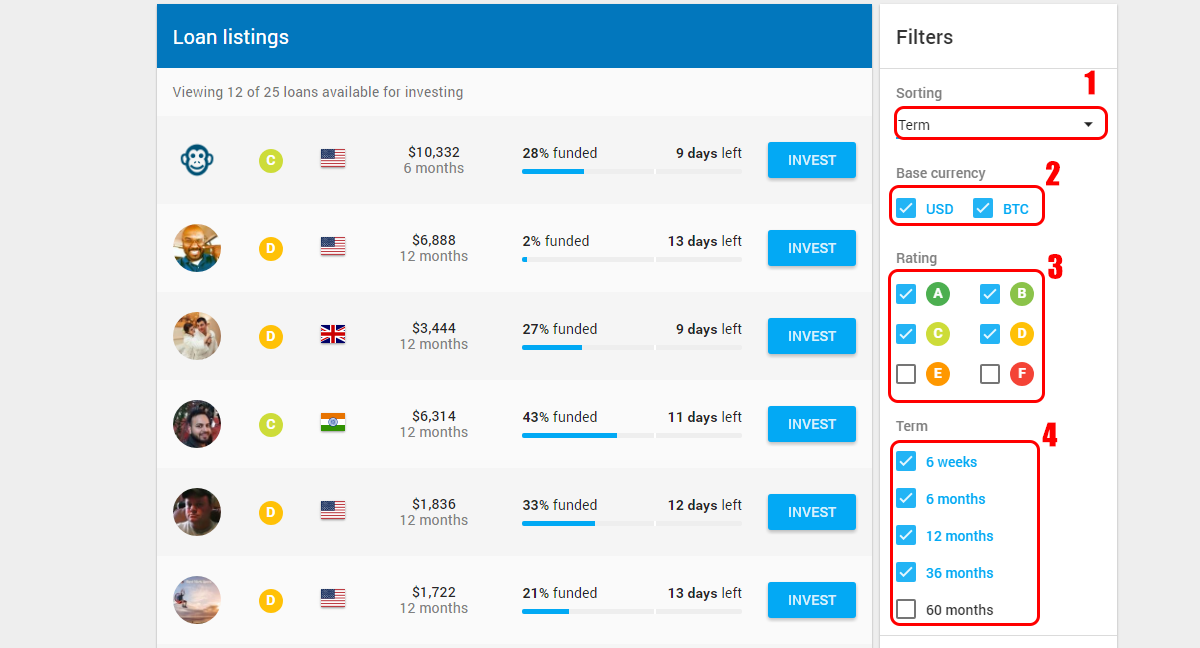 Loan listings
Viewing 12 of 25 loans available for investing
C
$10,332
6 months
28% funded
9 days left
INVEST
D
$6,888
12 months
2% funded
13 days left
INVEST
D
$3,444
12 months
27% funded
9 days left
INVEST
C
$6,314
12 months
43% funded
11 days left
INVEST
D
$1,836
12 months
33% funded
12 days left
INVEST
D
$1,722
12 months
21% funded
13 days left
INVEST
Filters
1
Sorting
Term
2
Base currency
USD BTC
3
Rating
A B
C D
E F
4
Term
6 weeks
6 months
12 months
36 months
60 months